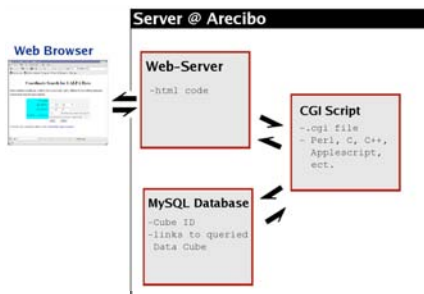 Server @ Arecibo
Web Browser
Web-Server
-html code
CGI Script
-.cgi file
- Perl, C, C++,
Applescript,
ect.
MySQL Database
-Cube ID
-links to queried
Data Cube